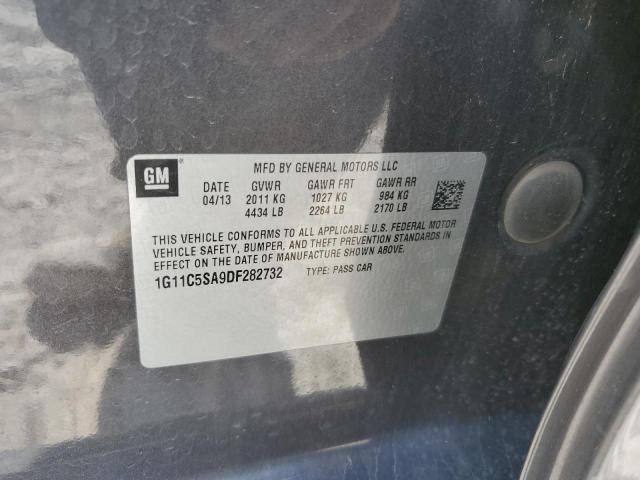 GM
MFD BY GENERAL MOTORS LLC
DATE GVWR GAWR FRT GAWR RR
04/13 2011 KG 1027 KG 984 KG
4434 LB 2264 LB 2170 LB
THIS VEHICLE CONFORMS TO ALL APPLICABLE U.S. FEDERAL MOTOR
VEHICLE SAFETY, BUMPER, AND THEFT PREVENTION STANDARDS IN
EFFECT ON THE DATE OF MANUFACTURE SHOWN ABOVE.
1G11C5SA9DF282732 TYPE: PASS CAR